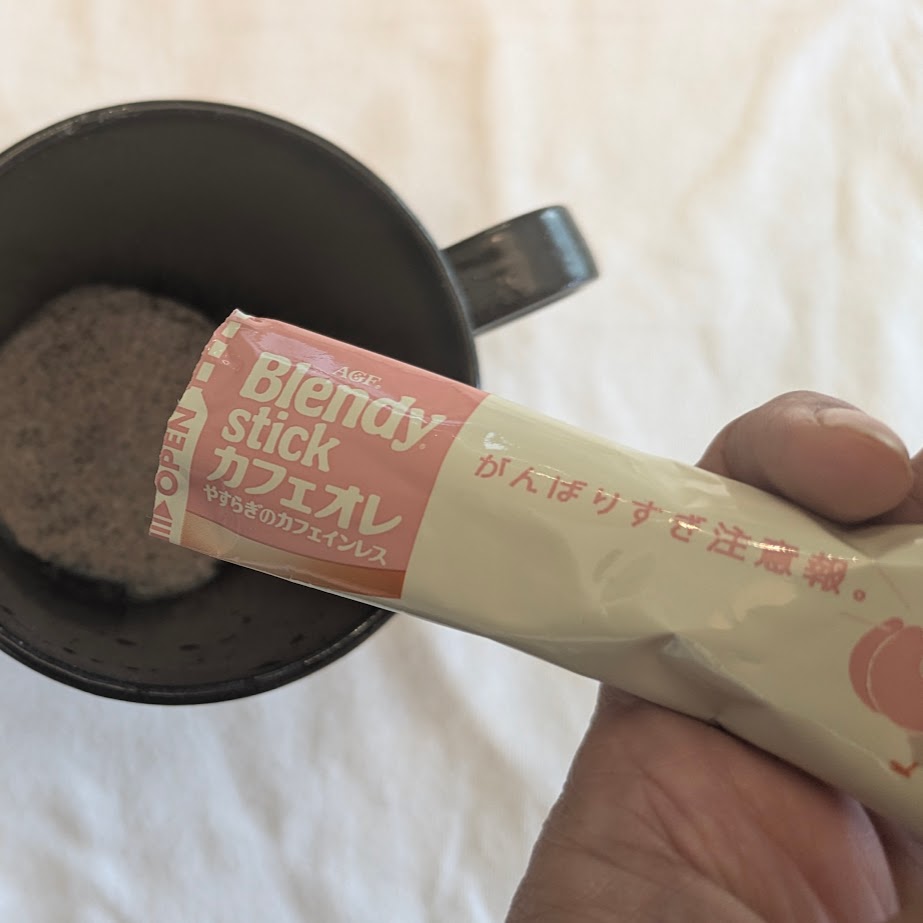 OPEN
AGF
Blendy
stick
カフェオレ
やすらぎのカフェインレス
がんばりすぎ注意報。